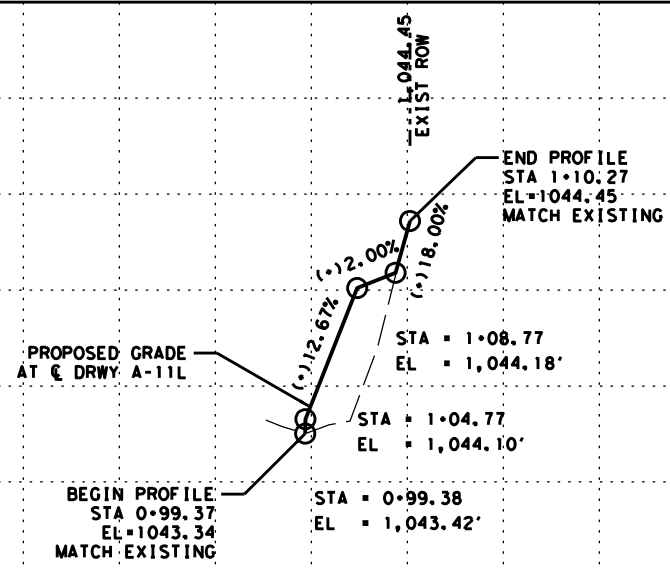 1,044.45
EXIST ROW
END PROFILE
STA 1+10.27
EL=1044.45
MATCH EXISTING
(+)2.00%
(+)18.00%
(+)12.67%
STA = 1+08.77
EL = 1,044.18'
PROPOSED GRADE
AT ℄ DRWY A-11L
STA = 1+04.77
EL = 1,044.10'
BEGIN PROFILE
STA 0+99.37
EL=1043.34
MATCH EXISTING
STA = 0+99.38
EL = 1,043.42'